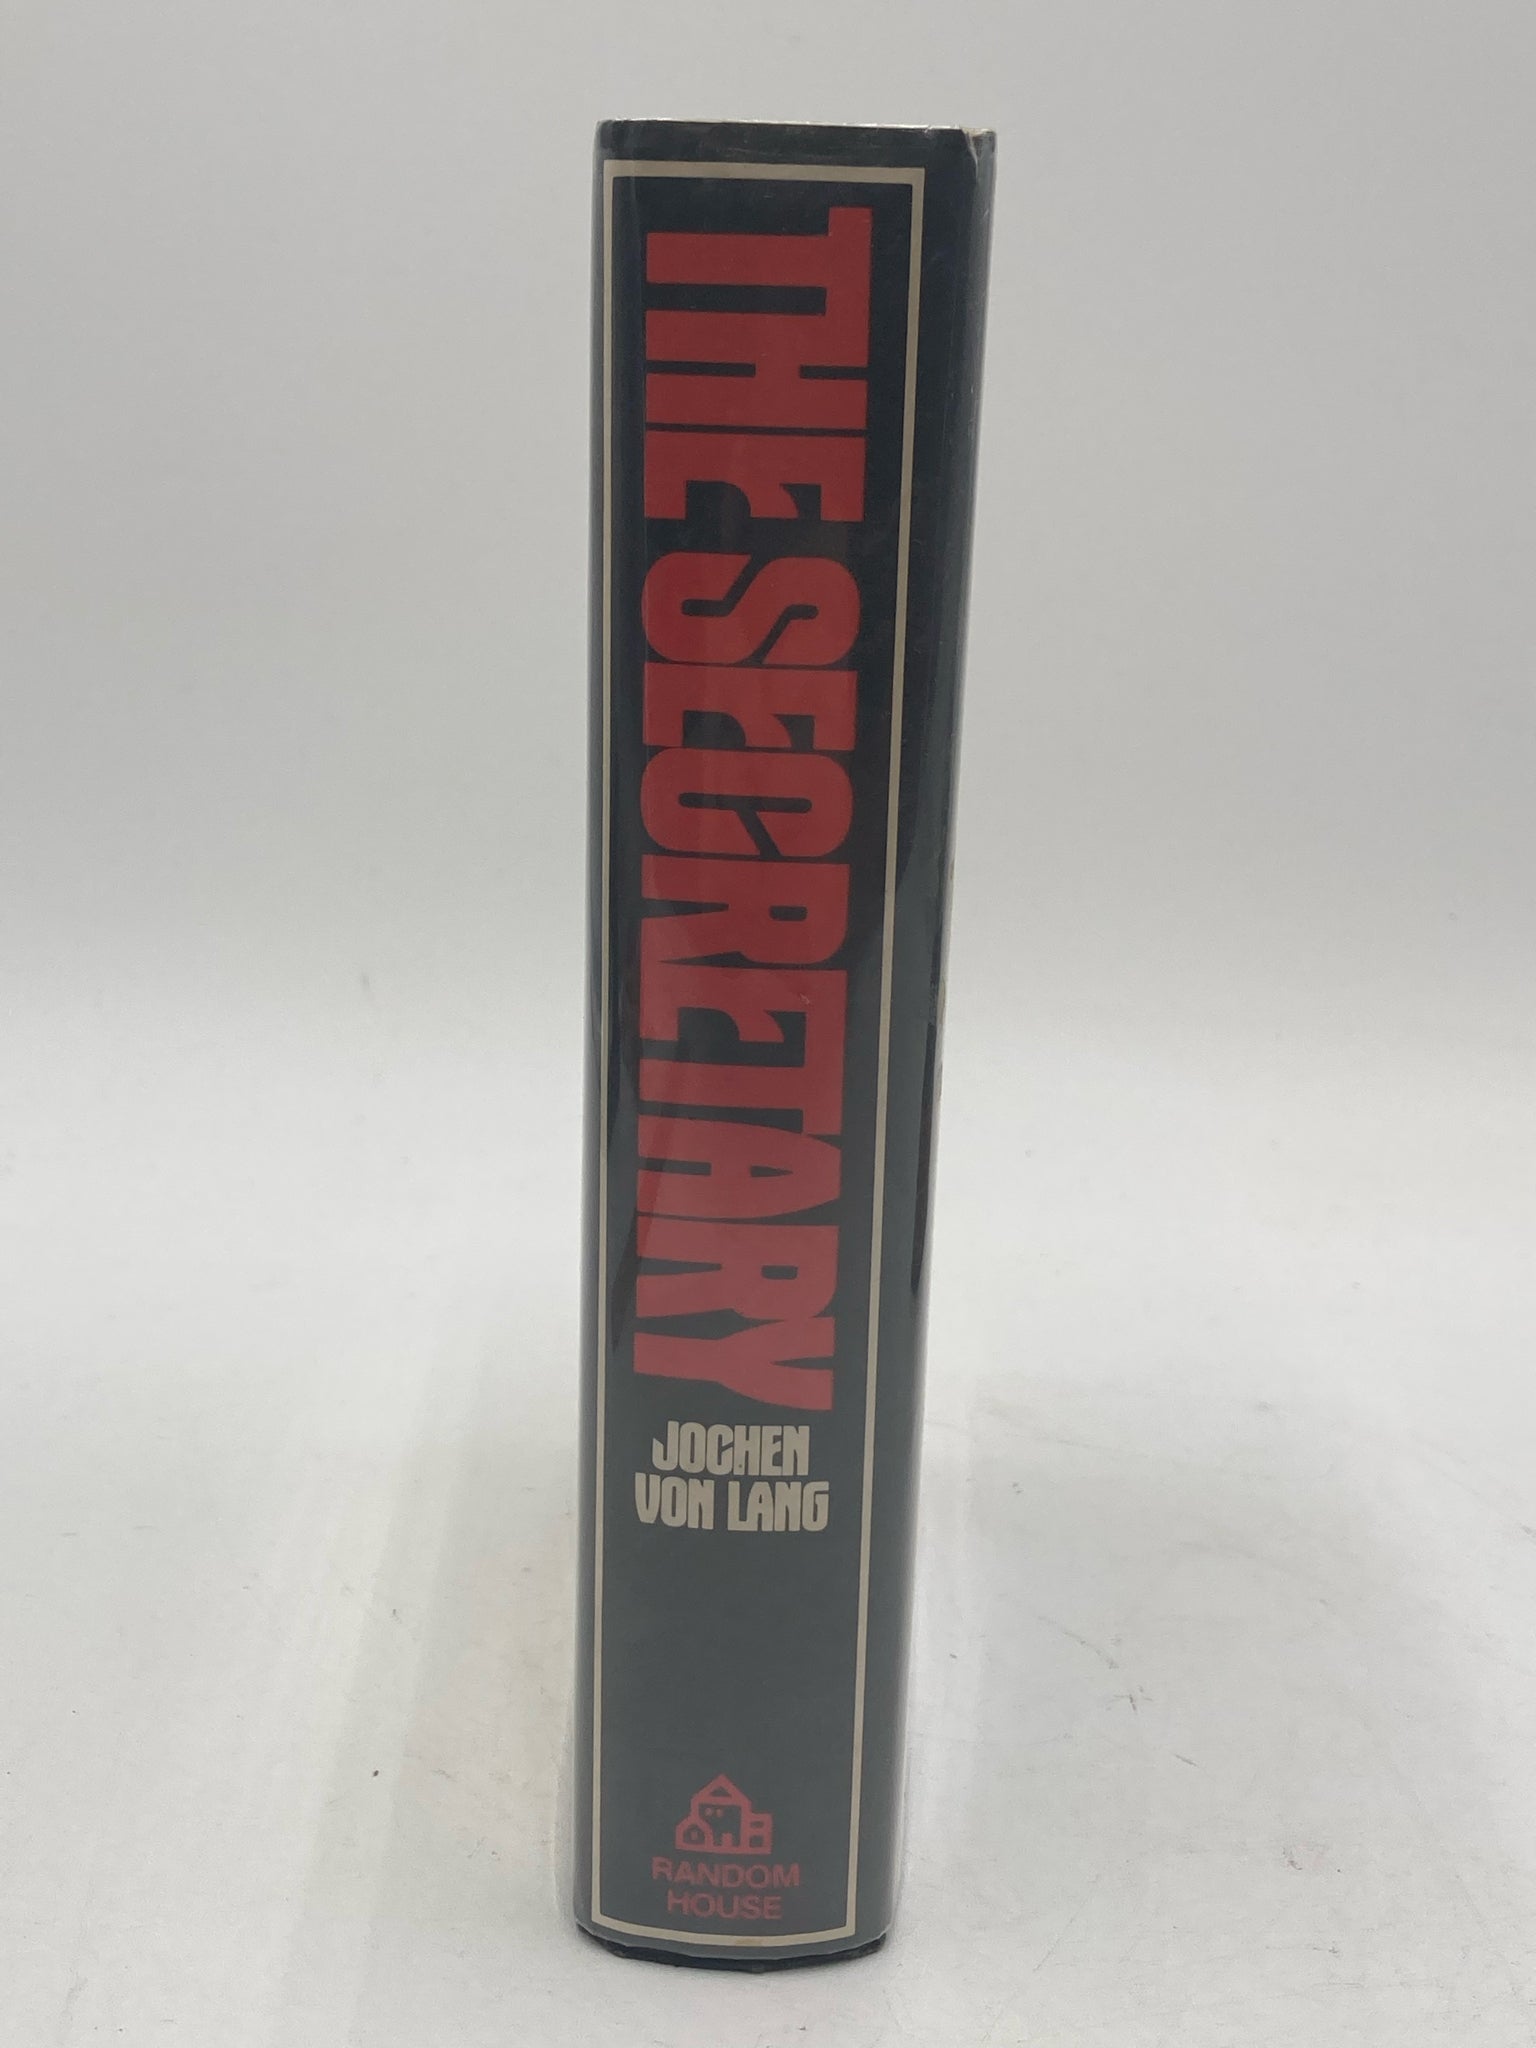 THE SECRETARY
JOCHEN
VON LANG
RANDOM
HOUSE